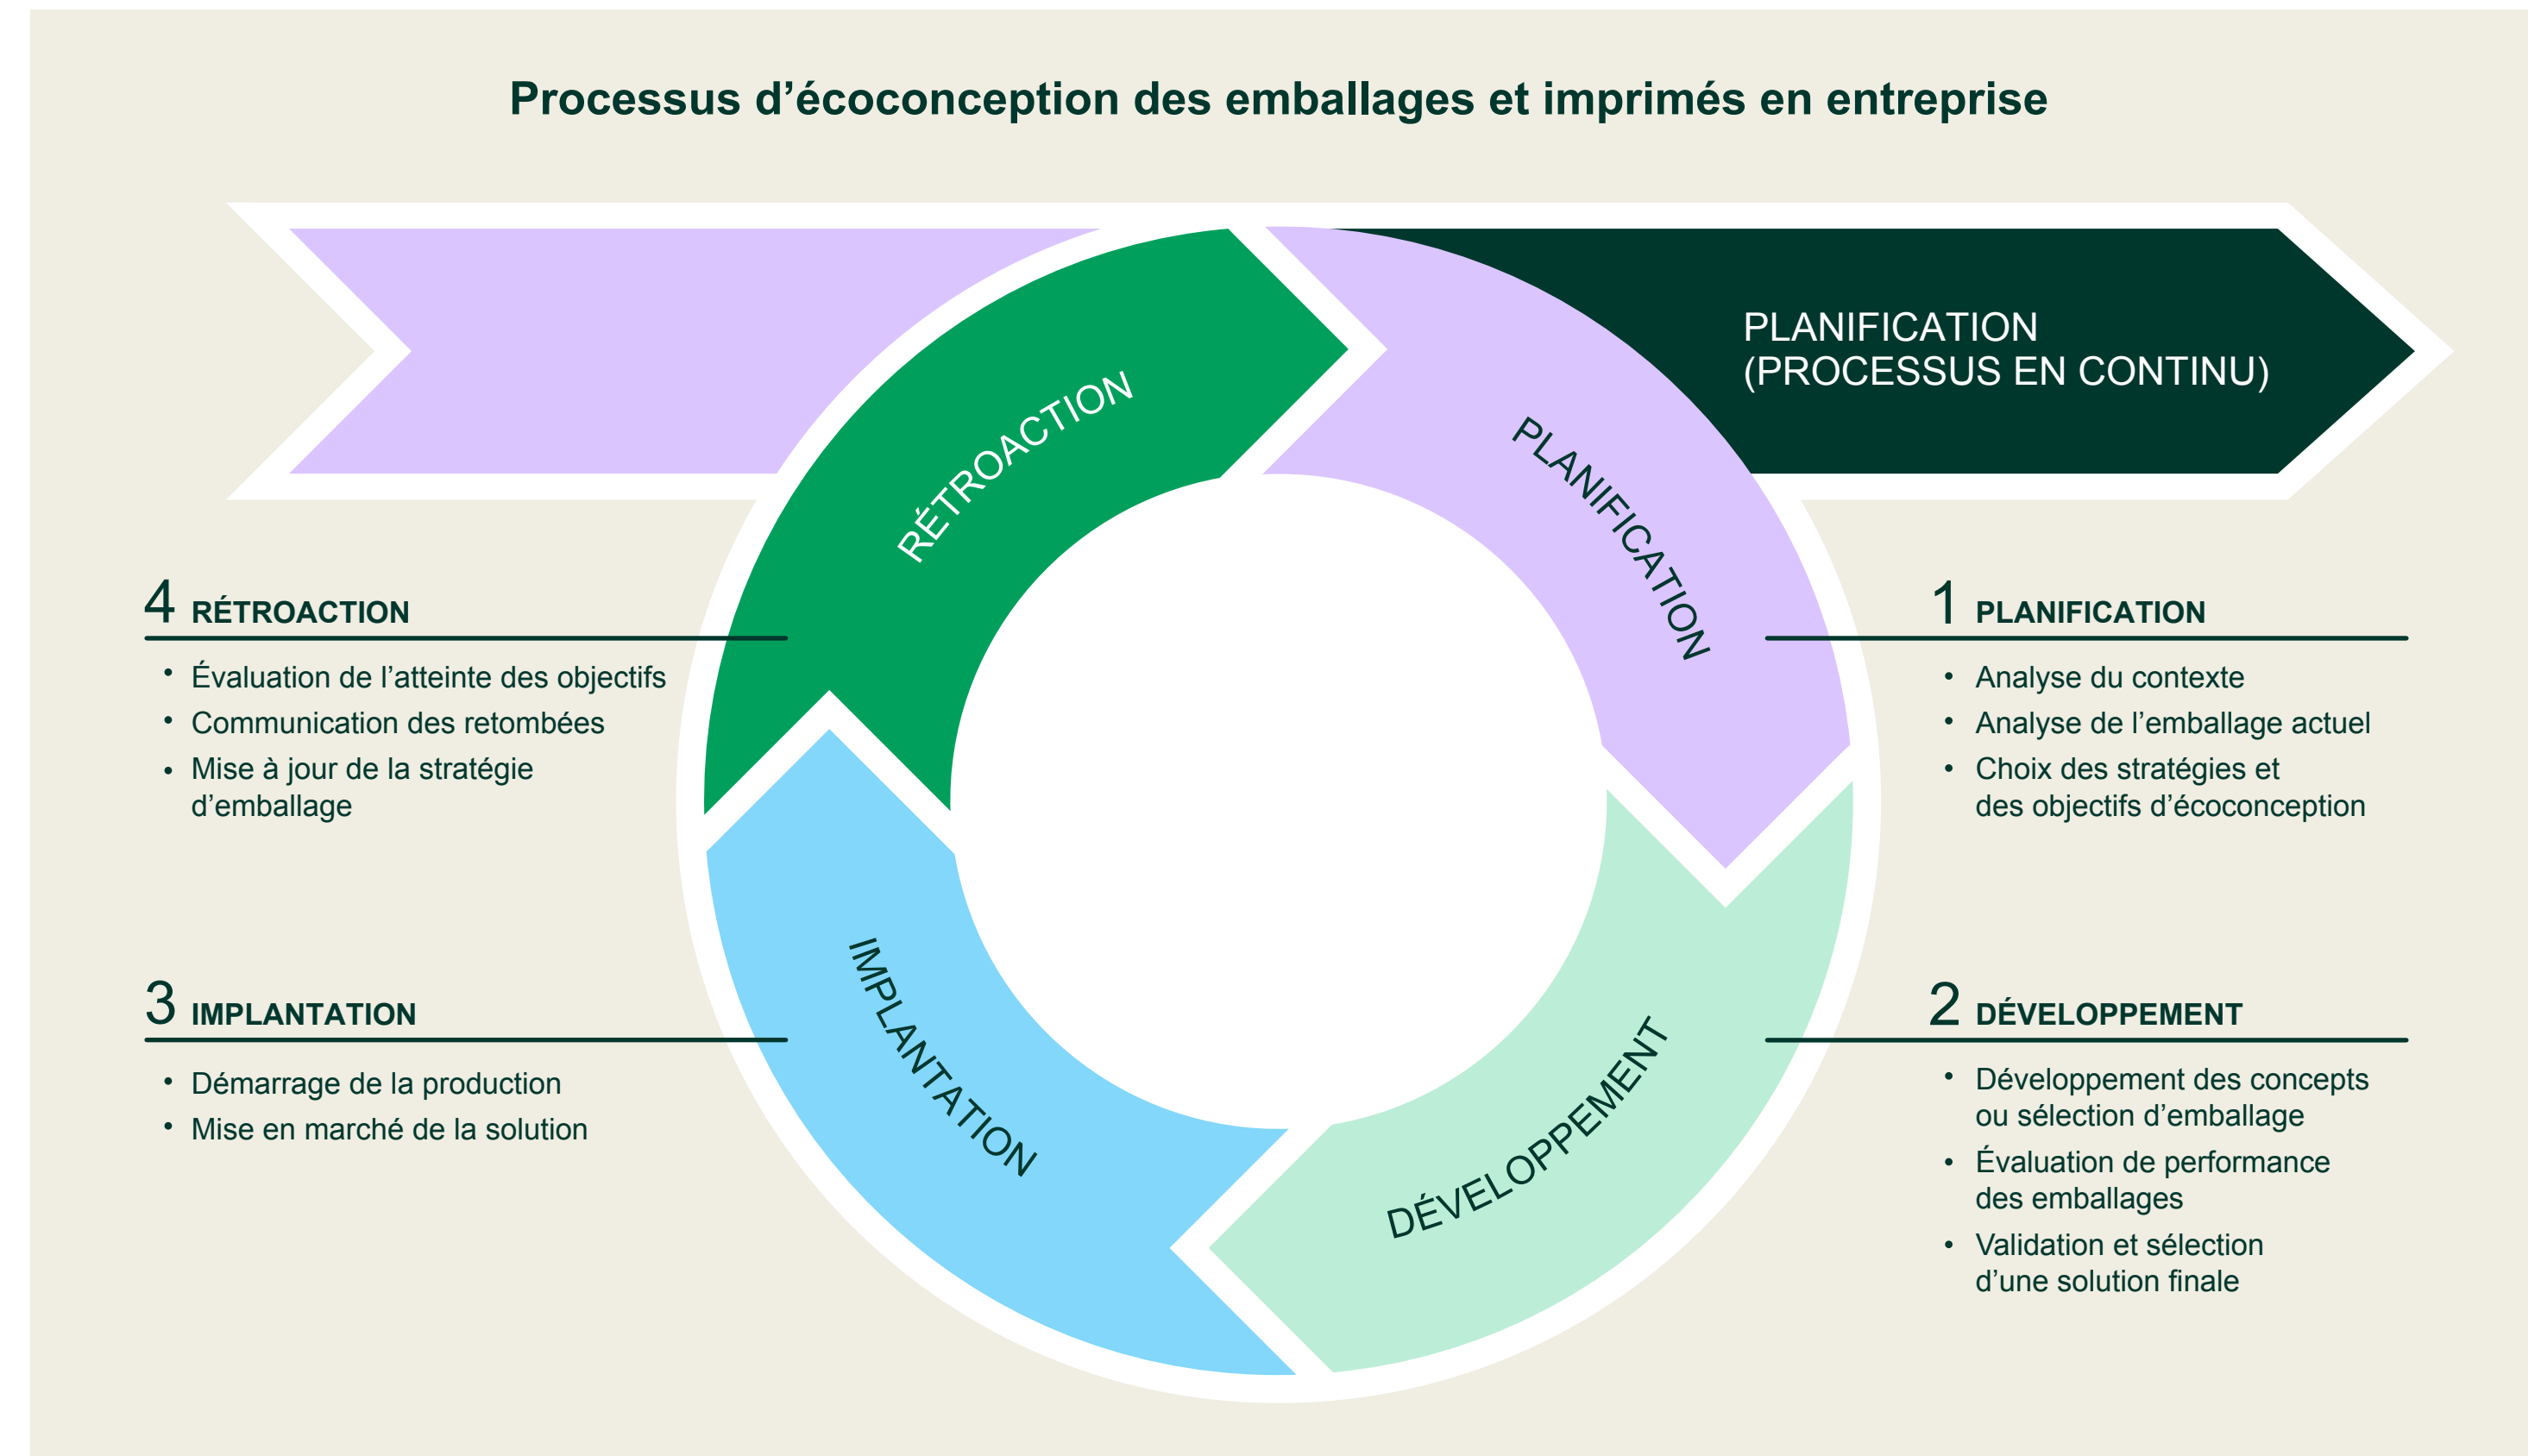 Processus d’écoconception des emballages et imprimés en entreprise
PLANIFICATION
(PROCESSUS EN CONTINU)
RÉTROACTION
PLANIFICATION
IMPLANTATION
DÉVELOPPEMENT
1 PLANIFICATION
• Analyse du contexte
• Analyse de l’emballage actuel
• Choix des stratégies et
des objectifs d’écoconception
2 DÉVELOPPEMENT
• Développement des concepts
ou sélection d’emballage
• Évaluation de performance
des emballages
• Validation et sélection
d’une solution finale
3 IMPLANTATION
• Démarrage de la production
• Mise en marché de la solution
4 RÉTROACTION
• Évaluation de l’atteinte des objectifs
• Communication des retombées
• Mise à jour de la stratégie
d’emballage